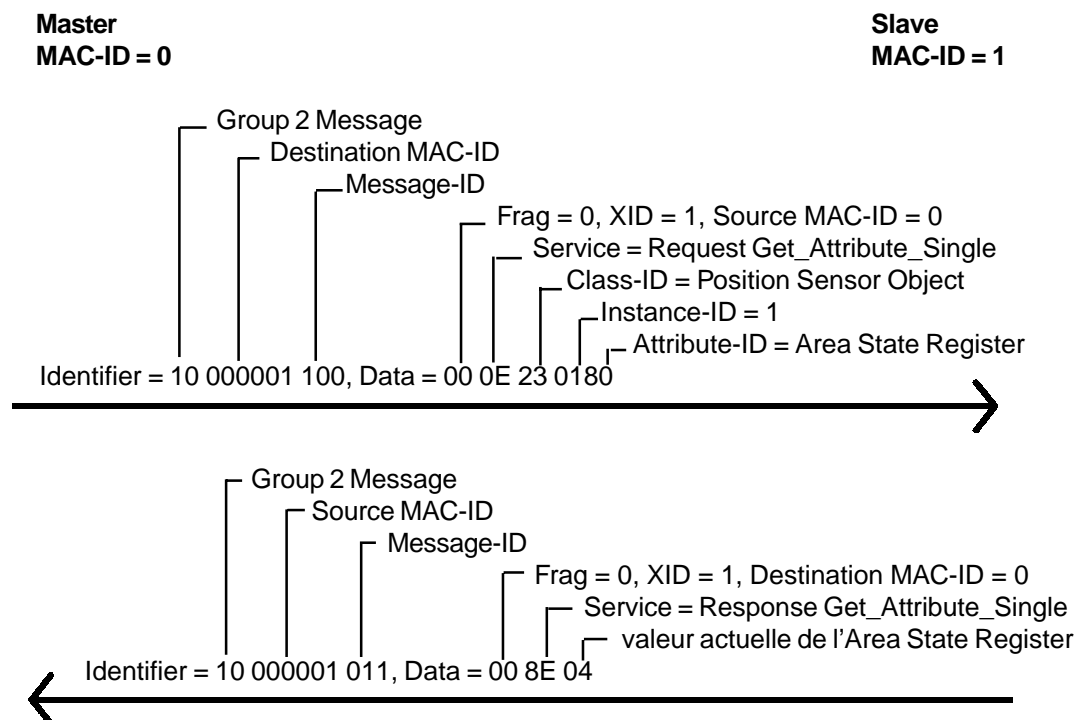 Master
MAC-ID = 0
Slave
MAC-ID = 1
Group 2 Message
Destination MAC-ID
Message-ID
Frag = 0, XID = 1, Source MAC-ID = 0
Service = Request Get_Attribute_Single
Class-ID = Position Sensor Object
Instance-ID = 1
Attribute-ID = Area State Register
Identifier = 10 000001 100, Data = 00 0E 23 0180
Group 2 Message
Source MAC-ID
Message-ID
Frag = 0, XID = 1, Destination MAC-ID = 0
Service = Response Get_Attribute_Single
valeur actuelle de l'Area State Register
Identifier = 10 000001 011, Data = 00 8E 04